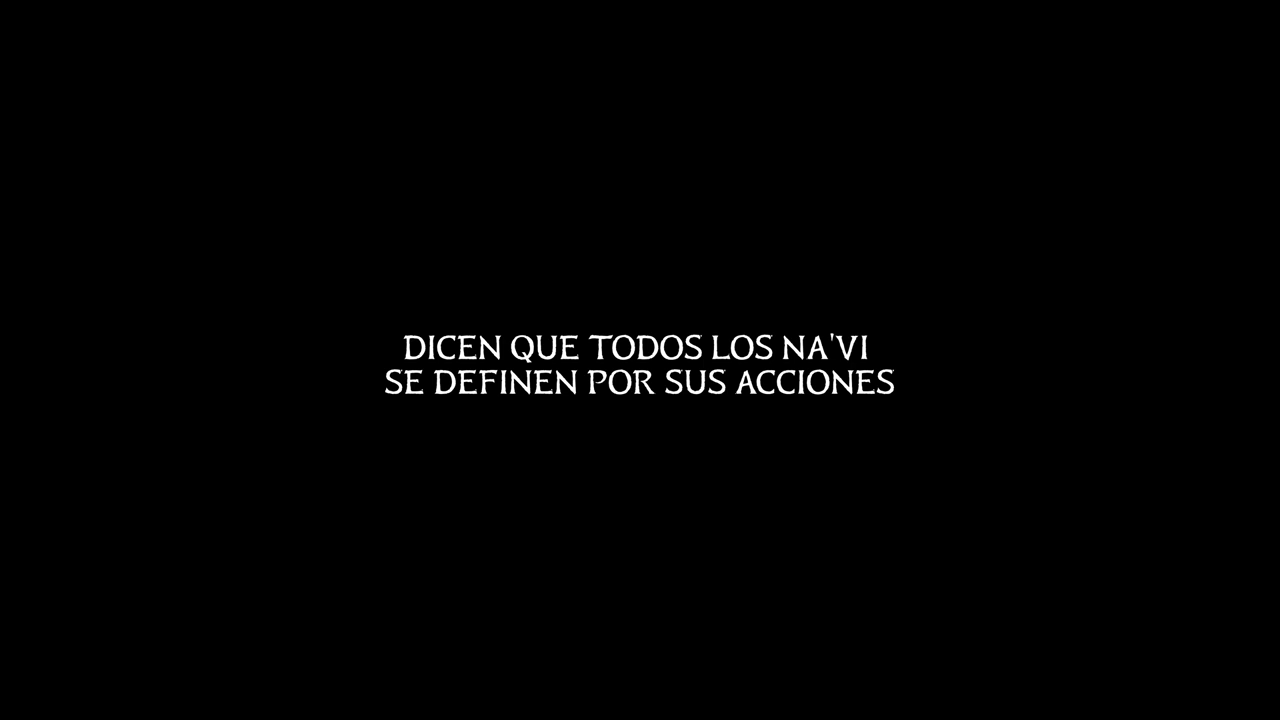 DICEN QUE TODOS LOS NA'VI
SE DEFINEN POR SUS ACCIONES